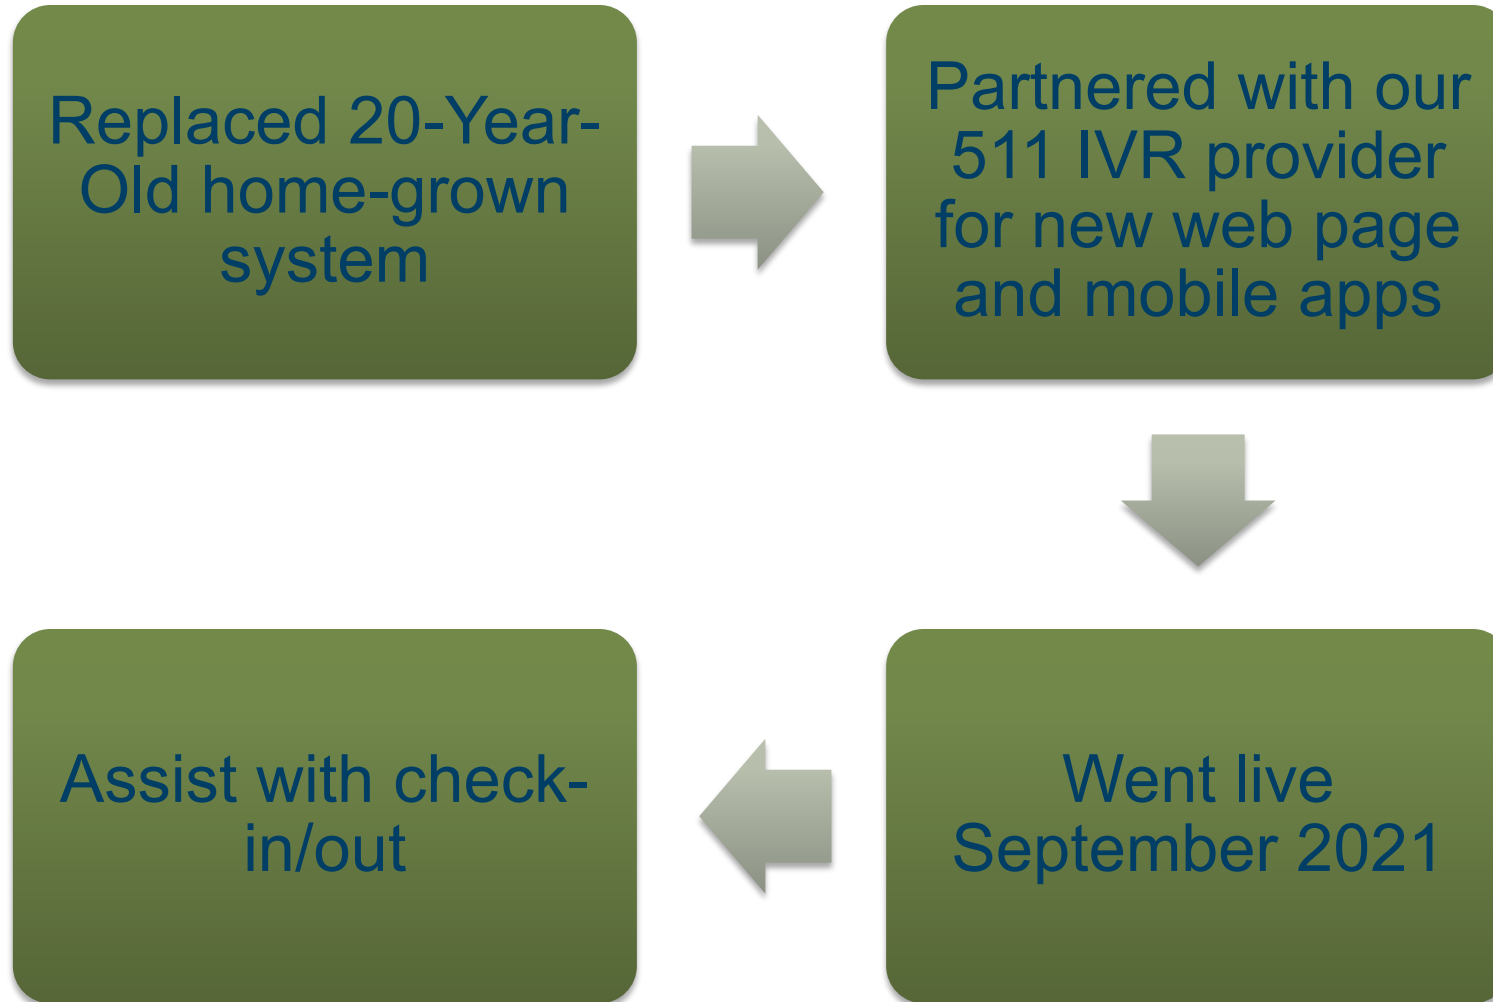 Replaced 20-Year-
Old home-grown
system
Partnered with our
511 IVR provider
for new web page
and mobile apps
Went live
September 2021
Assist with check-
in/out